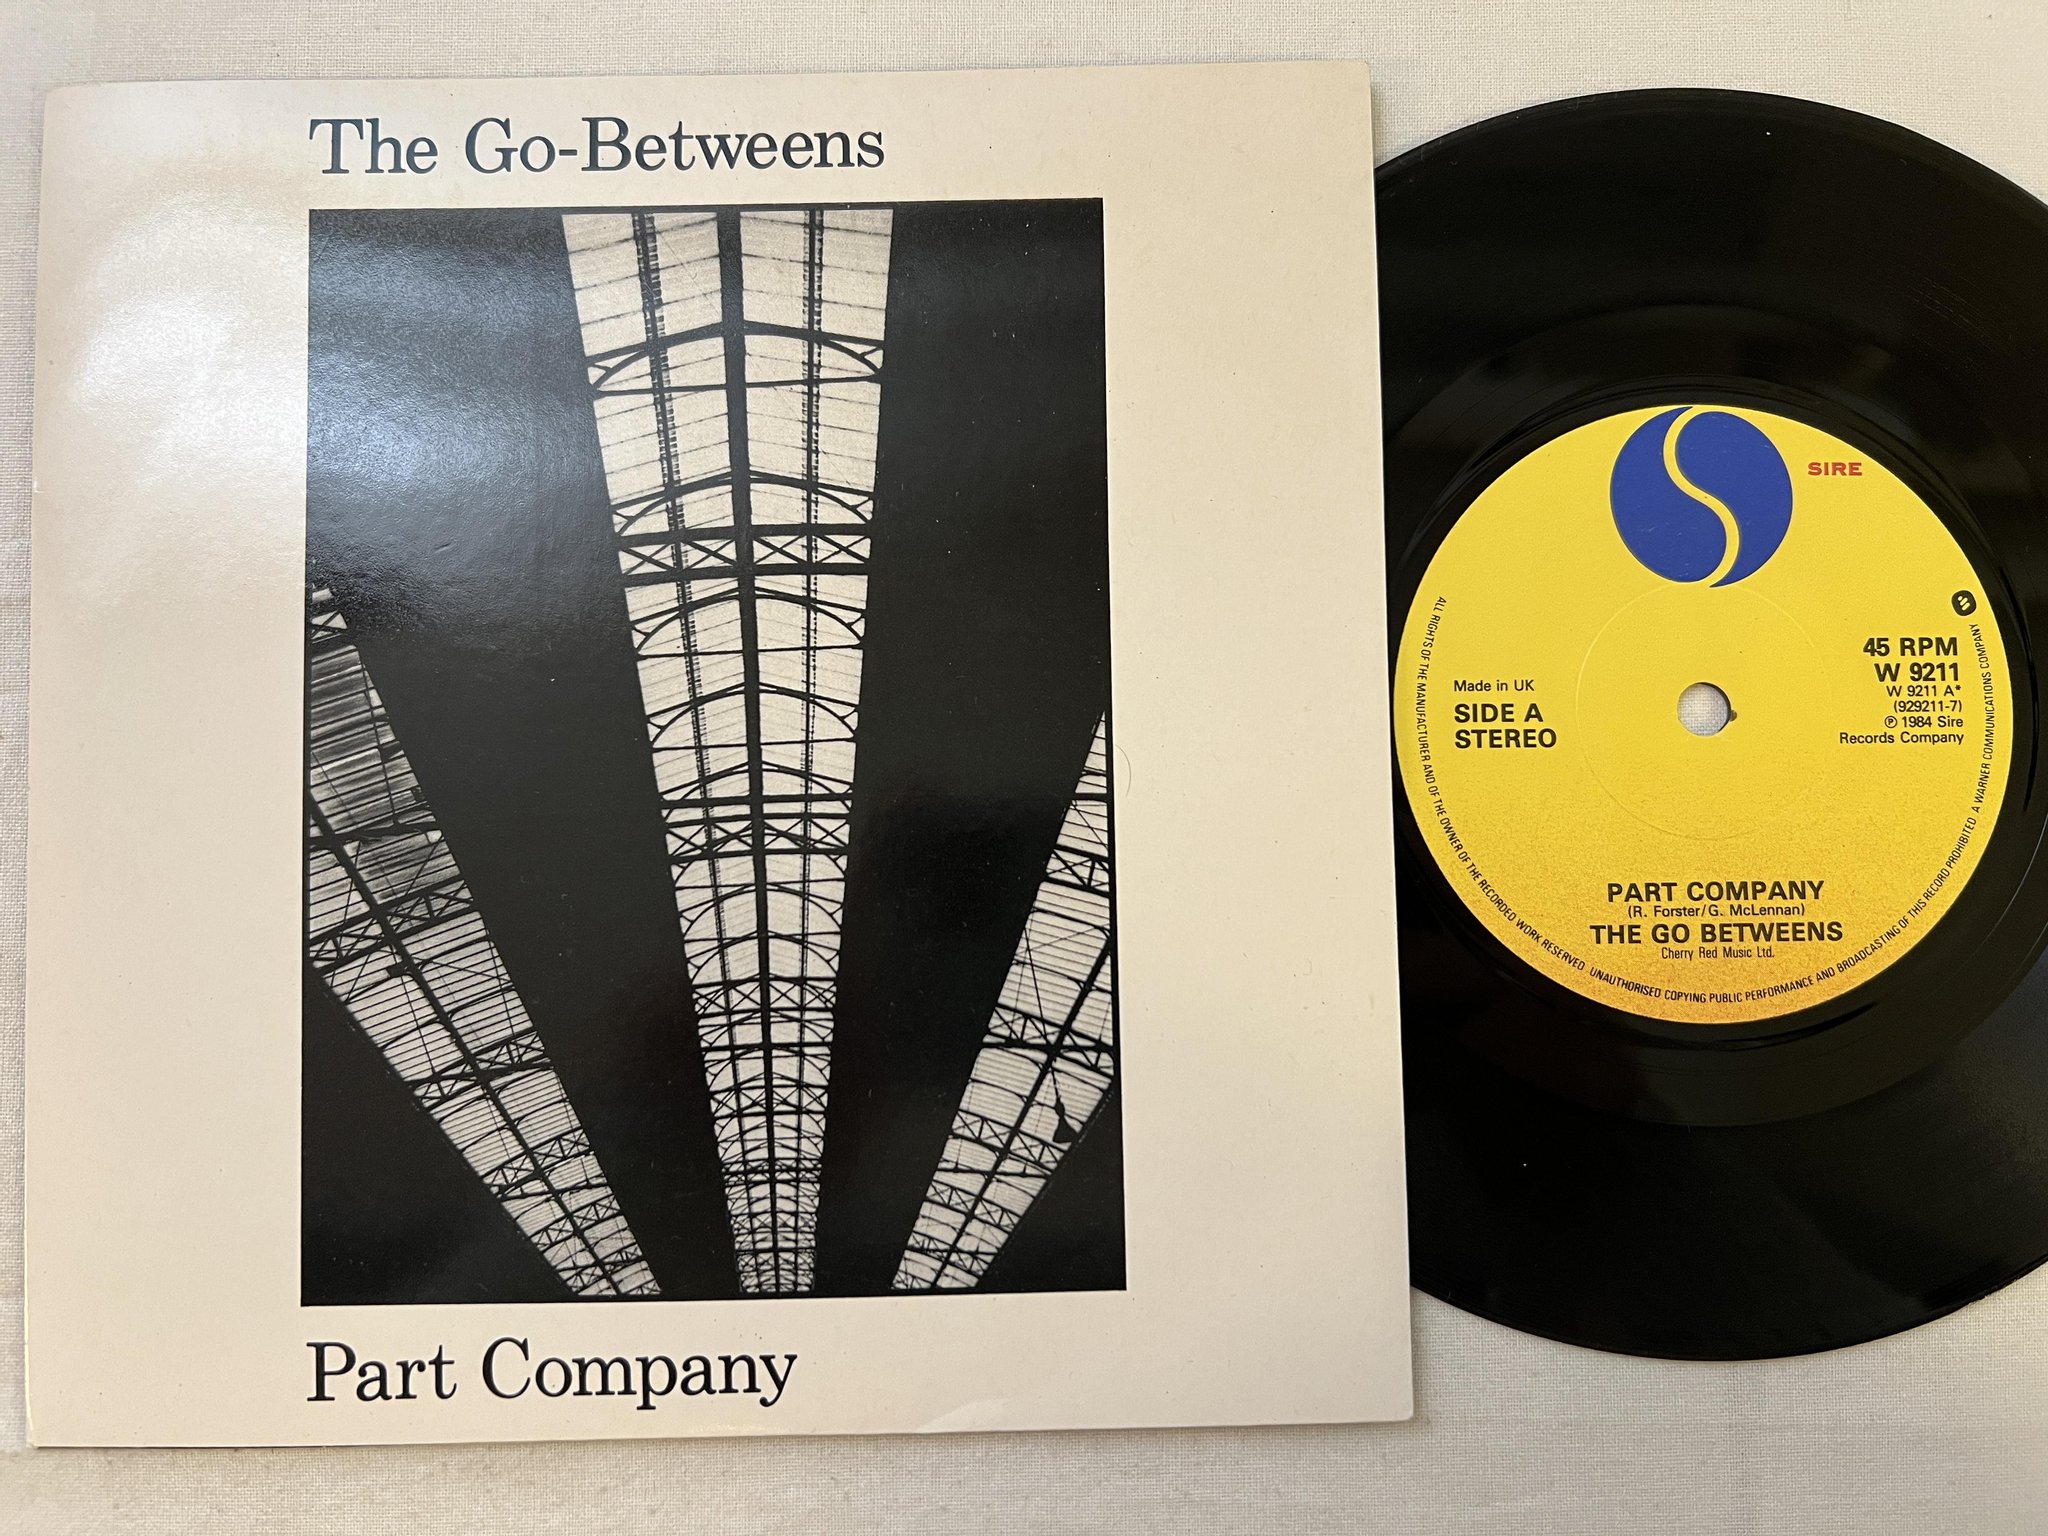 The Go-Betweens
Part Company
SIRE
45 RPM
W 9211
W 9211 A*
(929211-7)
℗ 1984 Sire
Records Company
Made in UK
SIDE A
STEREO
PART COMPANY
(R. Forster/G. McLennan)
THE GO BETWEENS
Cherry Red Music Ltd.
ALL RIGHTS OF THE MANUFACTURER AND OF THE OWNER OF THE RECORDED WORK RESERVED. UNAUTHORISED COPYING PUBLIC PERFORMANCE AND BROADCASTING OF THIS RECORD PROHIBITED. A WARNER COMMUNICATIONS COMPANY